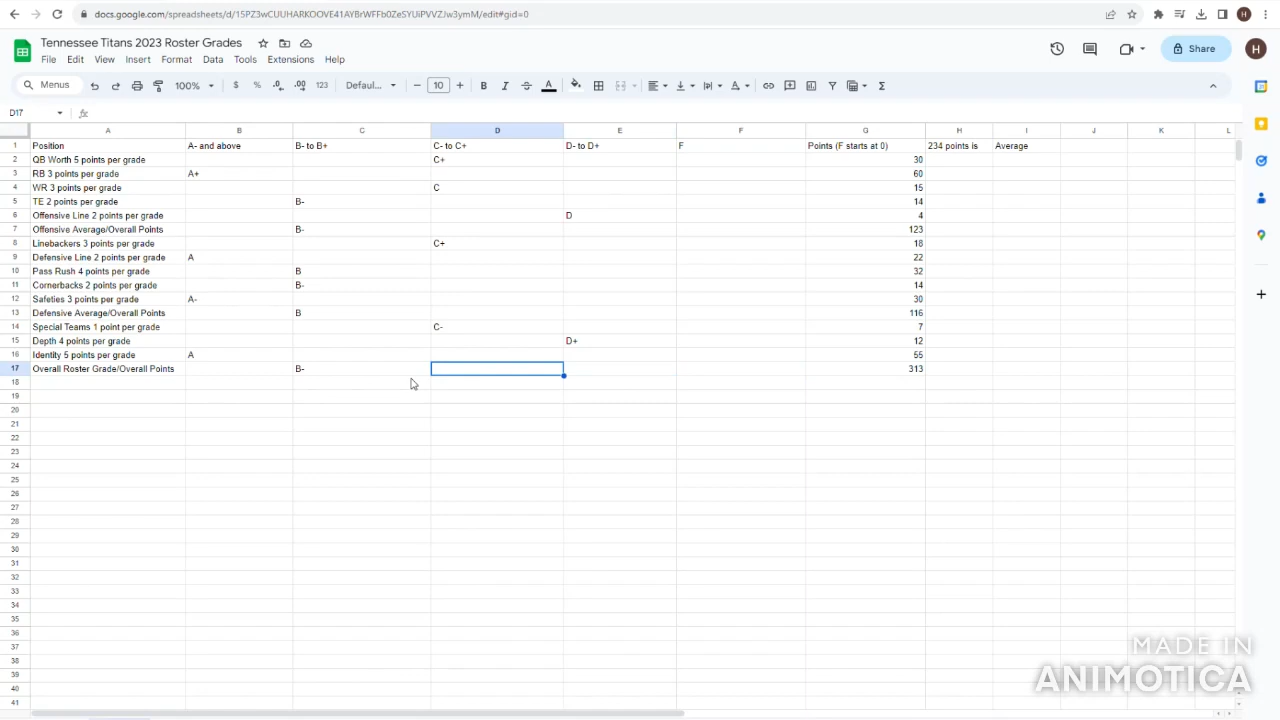 docs.google.com/spreadsheets/d/15PZ3wCUUHARKOOVE41AYBrWFFb0ZeSYUiPVVZJw3ymM/edit#gid=0
H
Tennessee Titans 2023 Roster Grades
File Edit View Insert Format Data Tools Extensions Help
Share
H
Menus 100% $ % .0 .00 123 Defaul... 10 B I A Σ
D17 fx
A B C D E F G H I J K L
1 Position A- and above B- to B+ C- to C+ D- to D+ F Points (F starts at 0) 234 points is Average
2 QB Worth 5 points per grade C+ 30
3 RB 3 points per grade A+ 60
4 WR 3 points per grade C 15
5 TE 2 points per grade B- 14
6 Offensive Line 2 points per grade D 4
7 Offensive Average/Overall Points B- 123
8 Linebackers 3 points per grade C+ 18
9 Defensive Line 2 points per grade A 22
10 Pass Rush 4 points per grade B 32
11 Cornerbacks 2 points per grade B- 14
12 Safeties 3 points per grade A- 30
13 Defensive Average/Overall Points B 116
14 Special Teams 1 point per grade C- 7
15 Depth 4 points per grade D+ 12
16 Identity 5 points per grade A 55
17 Overall Roster Grade/Overall Points B- 313
18
19
20
21
22
23
24
25
26
27
28
29
30
31
32
33
34
35
36
37
38
39
40
41
MADE IN
ANIMOTICA